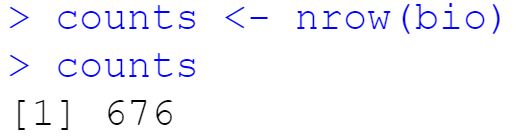 > counts <- nrow(bio)
> counts
[1] 676